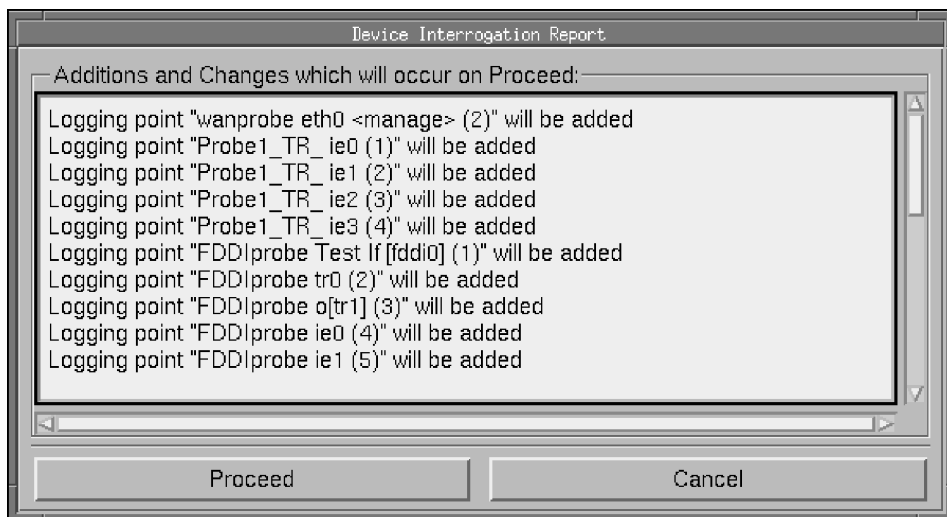 Device Interrogation Report
Additions and Changes which will occur on Proceed:
Logging point "wanprobe eth0 <manage> (2)" will be added
Logging point "Probe1_TR_ ie0 (1)" will be added
Logging point "Probe1_TR_ ie1 (2)" will be added
Logging point "Probe1_TR_ ie2 (3)" will be added
Logging point "Probe1_TR_ ie3 (4)" will be added
Logging point "FDDIprobe Test If [fddi0] (1)" will be added
Logging point "FDDIprobe tr0 (2)" will be added
Logging point "FDDIprobe o[tr1] (3)" will be added
Logging point "FDDIprobe ie0 (4)" will be added
Logging point "FDDIprobe ie1 (5)" will be added
Proceed
Cancel